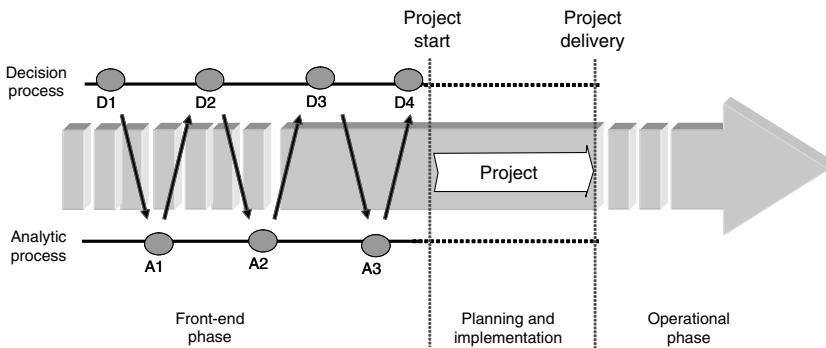 Project
start
Project
delivery
Decision
process
D1
D2
D3
D4
Project
Analytic
process
A1
A2
A3
Front-end
phase
Planning and
implementation
Operational
phase